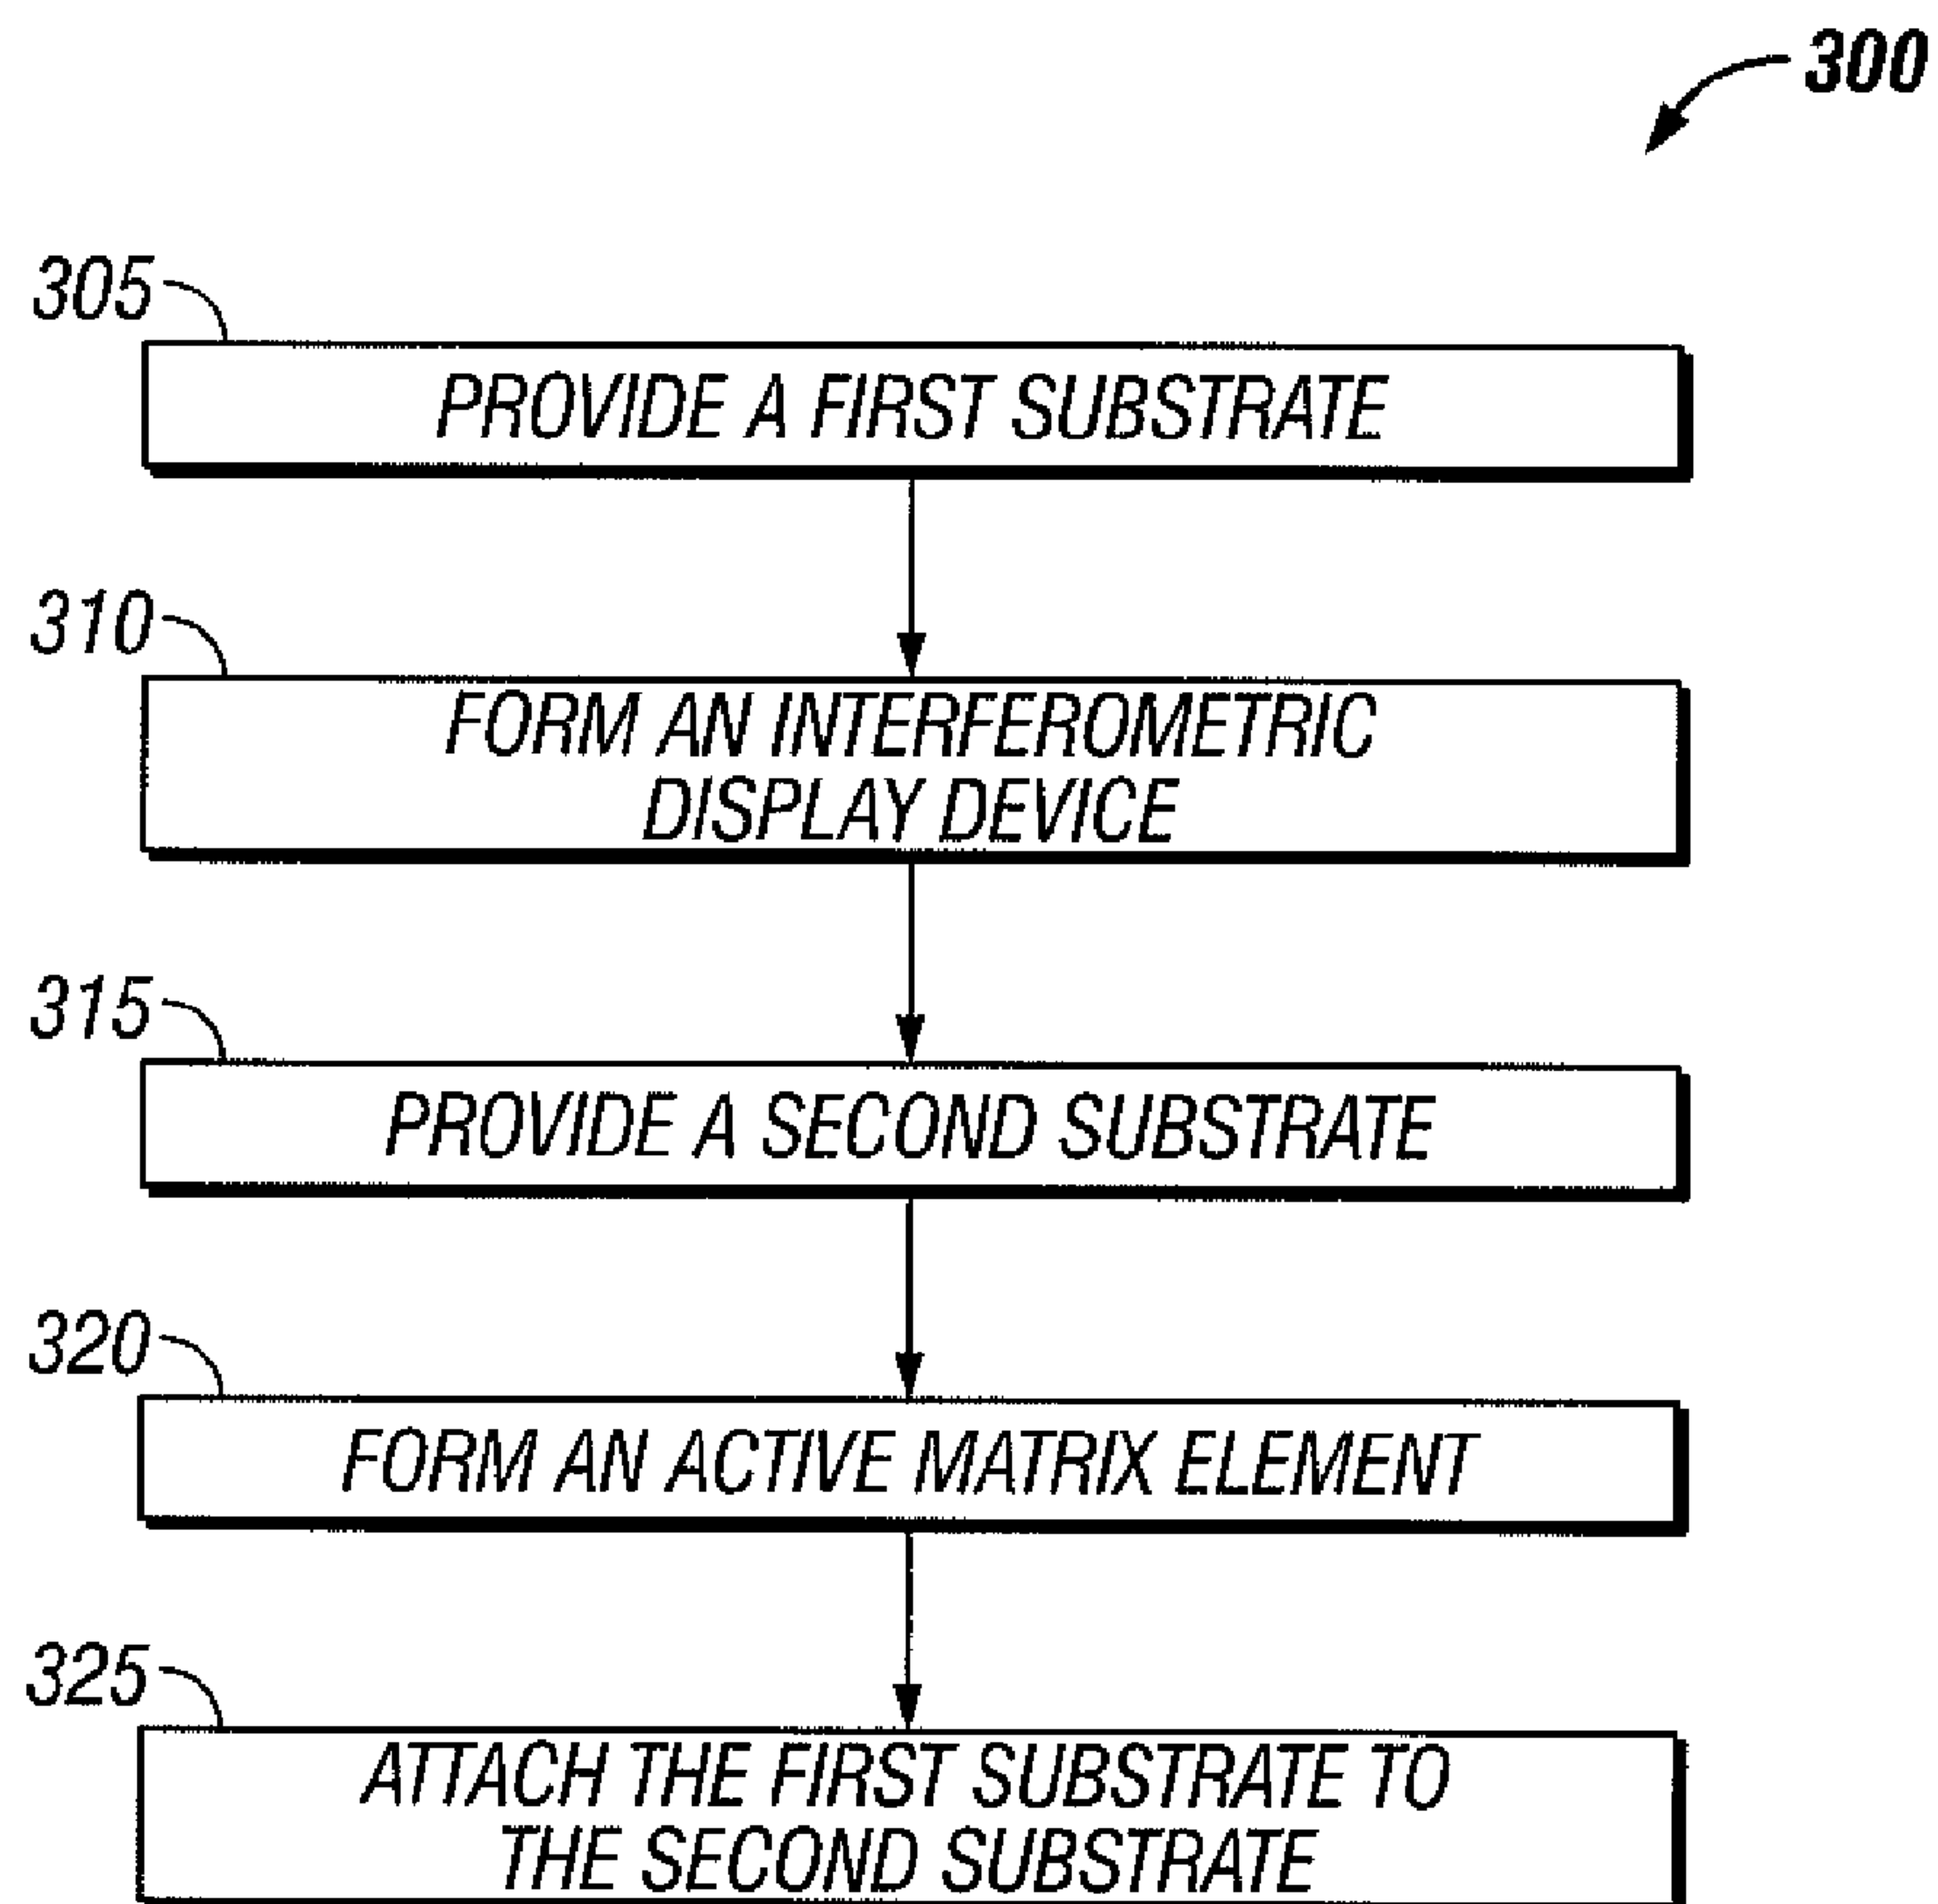 300
305
PROVIDE A FIRST SUBSTRATE
310
FORM AN INTERFEROMETRIC
DISPLAY DEVICE
315
PROVIDE A SECOND SUBSTRATE
320
FORM AN ACTIVE MATRIX ELEMENT
325
ATTACH THE FIRST SUBSTRATE TO
THE SECOND SUBSTRATE